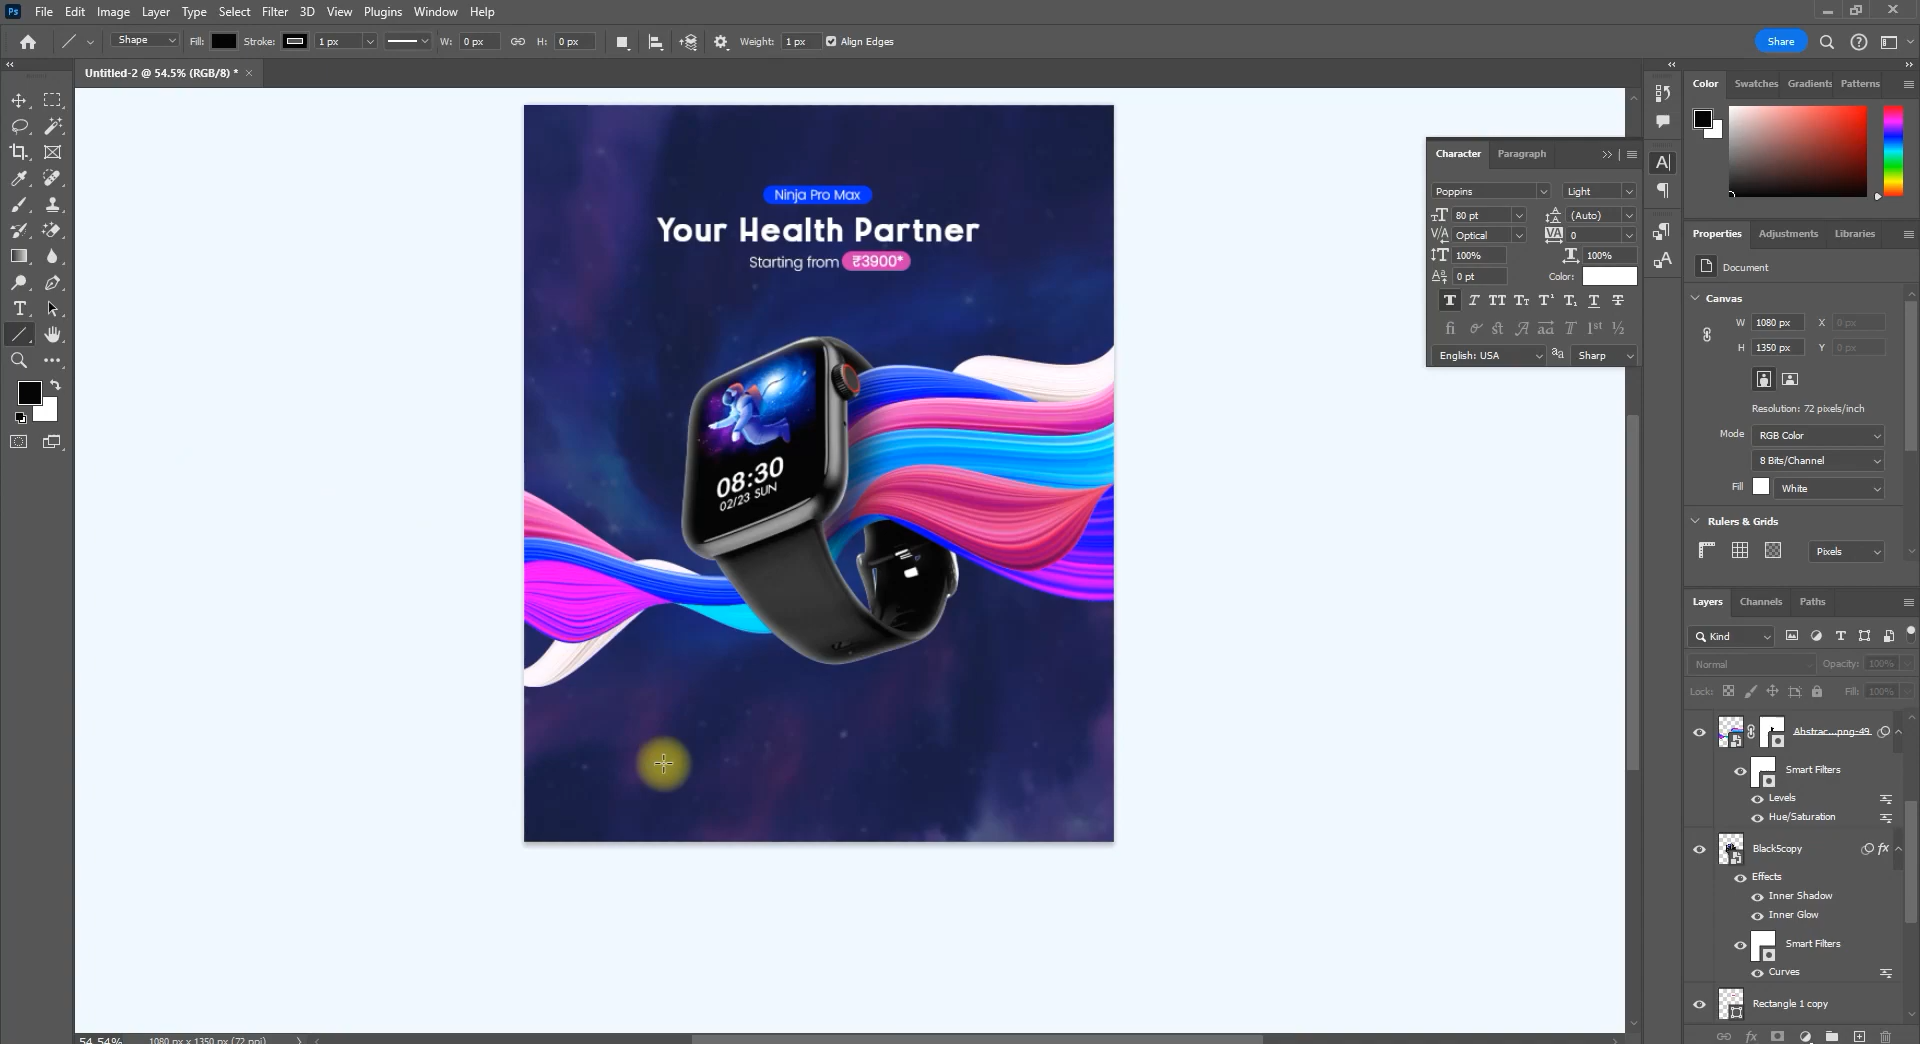 Ps File Edit Image Layer Type Select Filter 3D View Plugins Window Help
Shape Fill: Stroke: 1 px W: 0 px H: 0 px Weight: 1 px Align Edges Share
Untitled-2 @ 54.5% (RGB/8) *
Ninja Pro Max
Your Health Partner
Starting from ₹3900*
08:30
02/23 SUN
54.54% 1080 px x 1350 px (72 ppi)
Character Paragraph
Poppins Light
80 pt (Auto)
Optical 0
100% 100%
0 pt Color:
English: USA Sharp
Color Swatches Gradients Patterns
Properties Adjustments Libraries
Document
Canvas
W 1080 px X 0 px
H 1350 px Y 0 px
Resolution: 72 pixels/inch
Mode RGB Color
8 Bits/Channel
Fill White
Rulers & Grids
Pixels
Layers Channels Paths
Kind
Normal Opacity: 100%
Lock: Fill: 100%
Abstrac...png-49
Smart Filters
Levels
Hue/Saturation
Black5copy fx
Effects
Inner Shadow
Inner Glow
Smart Filters
Curves
Rectangle 1 copy